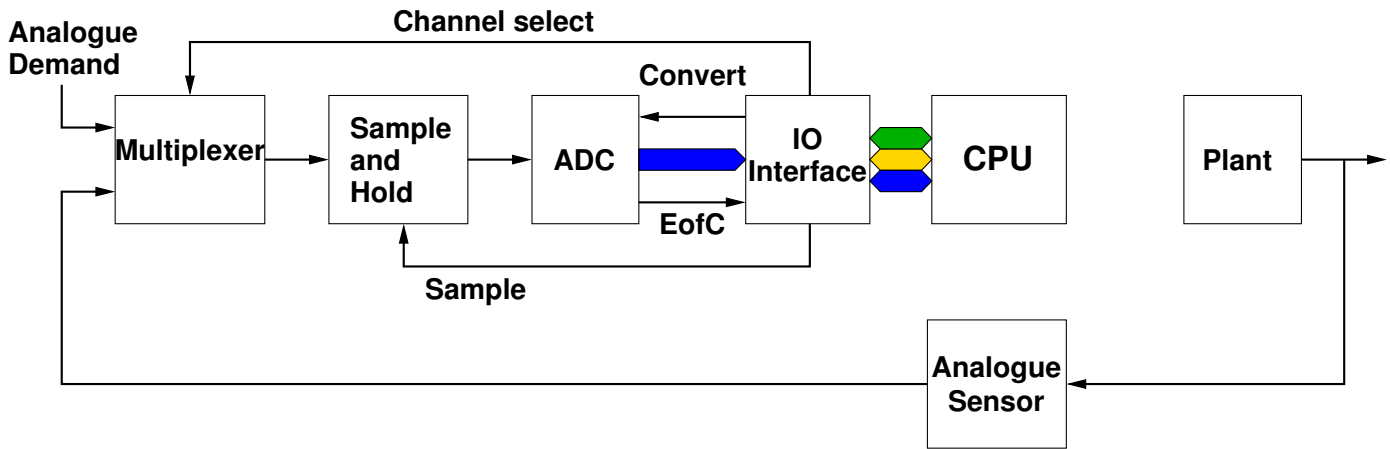 Channel select
Analogue
Demand
Convert
Multiplexer
Sample
and
Hold
ADC
IO
Interface
CPU
Plant
EofC
Sample
Analogue
Sensor